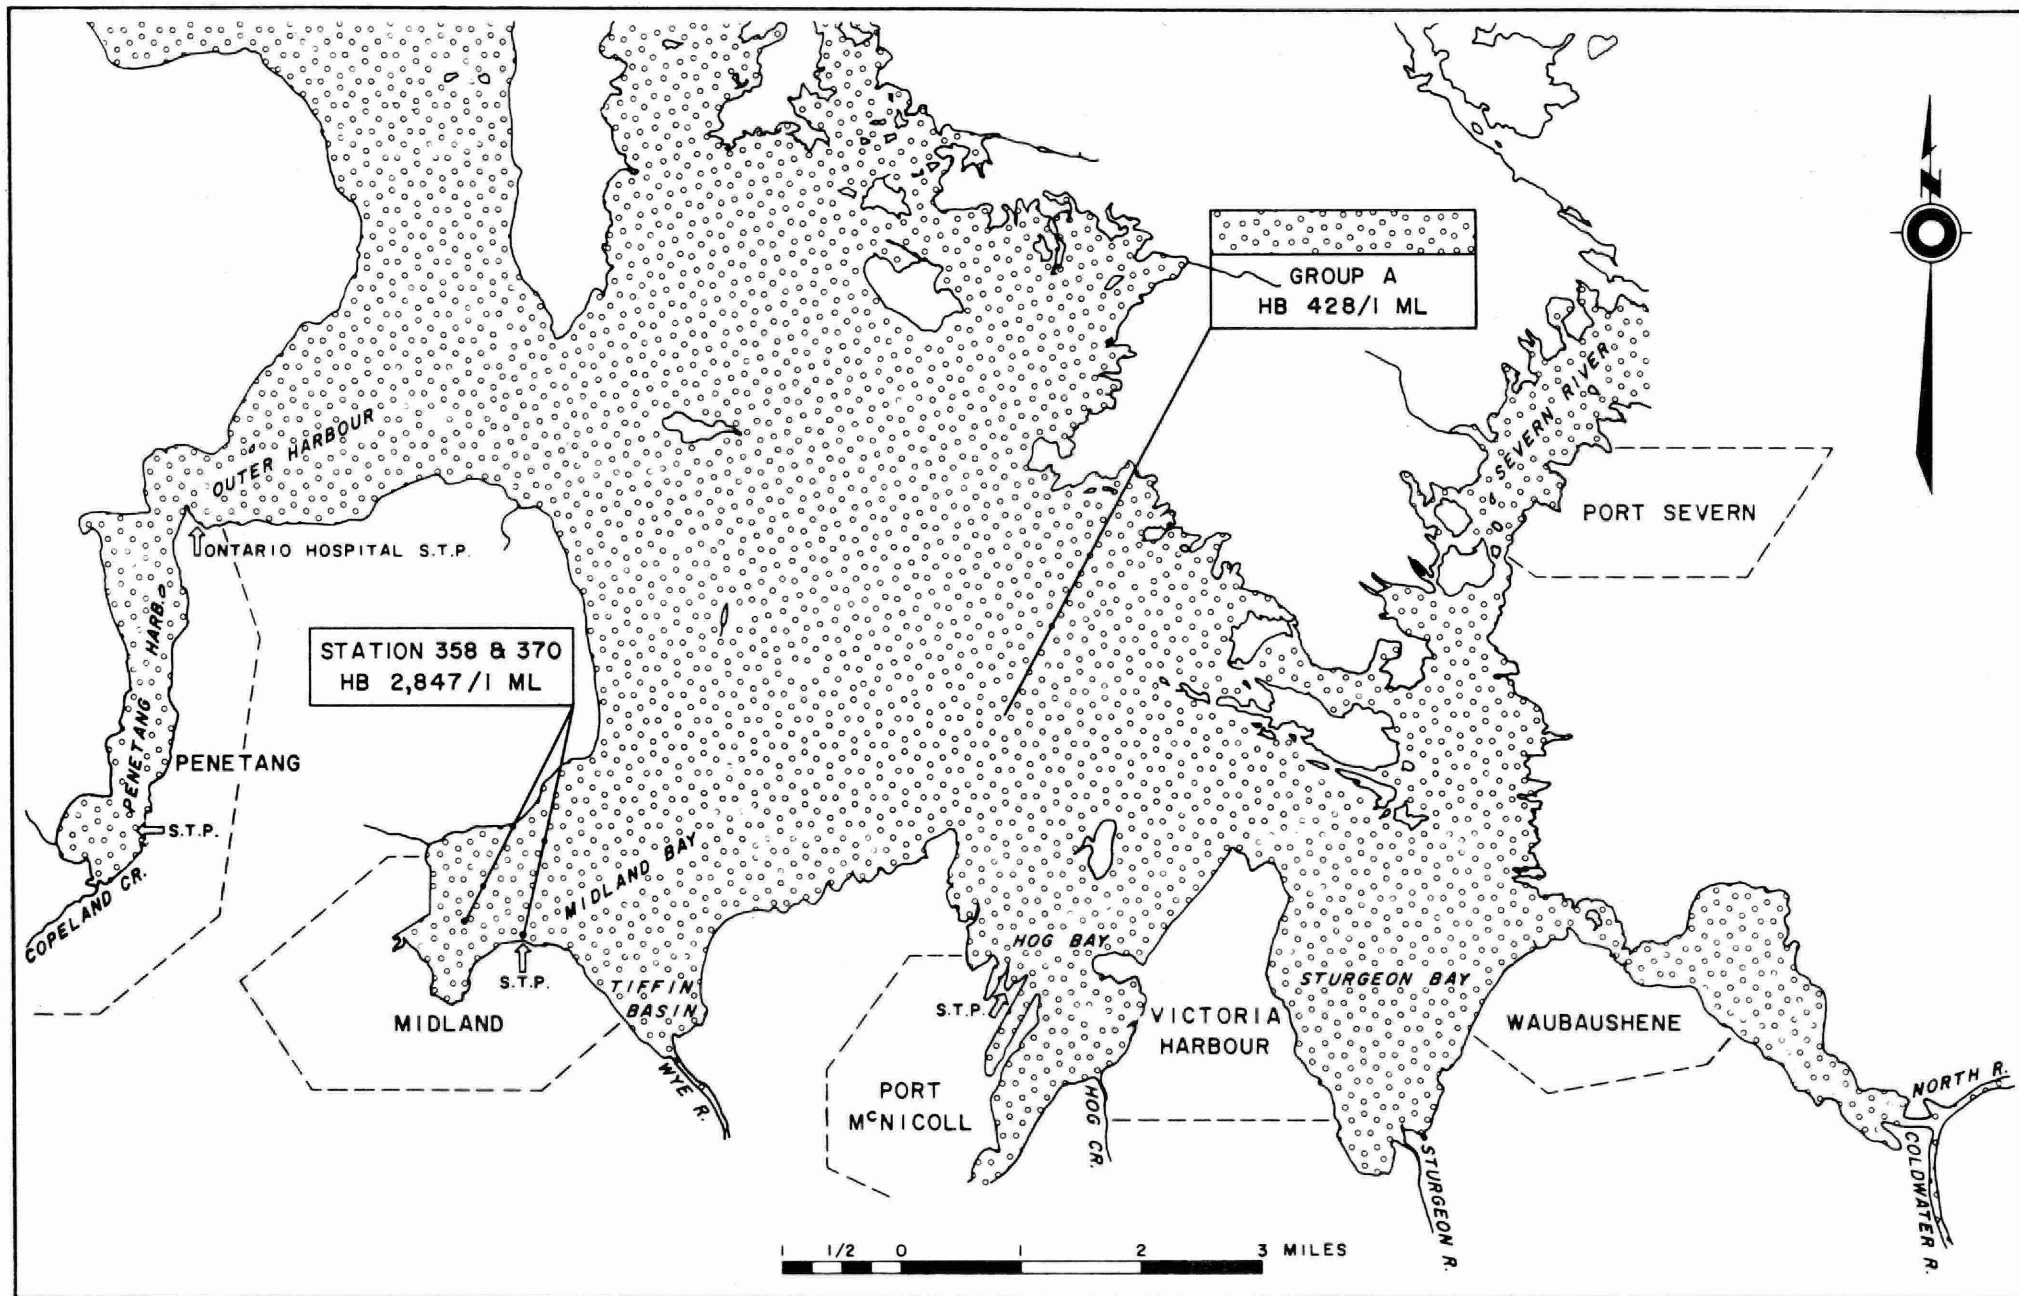 N
GROUP A
HB 428/1 ML
SEVERN RIVER
OUTER HARBOUR
PORT SEVERN
ONTARIO HOSPITAL S.T.P.
PENETANG HARB.
STATION 358 & 370
HB 2,847/1 ML
PENETANG
S.T.P.
COPELAND CR.
MIDLAND BAY
S.T.P.
MIDLAND
TIFFIN
BASIN
WYE R.
HOG BAY
S.T.P.
PORT
McNICOLL
HOG CR.
VICTORIA
HARBOUR
STURGEON BAY
STURGEON R.
WAUBAUSHENE
NORTH R.
COLDWATER R.
1 1/2 0 1 2 3 MILES